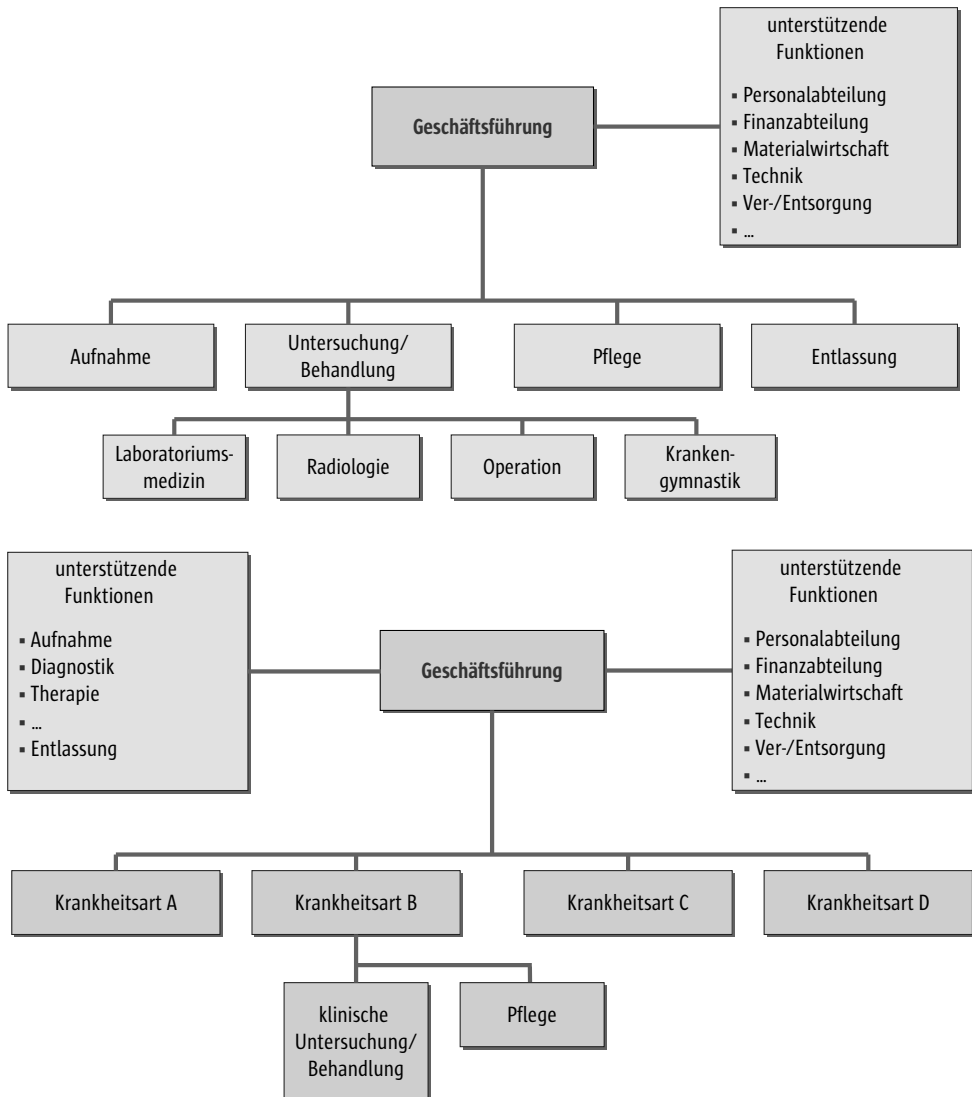 unterstützende
Funktionen
▪ Personalabteilung
▪ Finanzabteilung
▪ Materialwirtschaft
▪ Technik
▪ Ver-/Entsorgung
▪ ...
Geschäftsführung
Aufnahme
Untersuchung/
Behandlung
Pflege
Entlassung
Laboratoriums-
medizin
Radiologie
Operation
Kranken-
gymnastik
unterstützende
Funktionen
▪ Aufnahme
▪ Diagnostik
▪ Therapie
▪ ...
▪ Entlassung
Geschäftsführung
unterstützende
Funktionen
▪ Personalabteilung
▪ Finanzabteilung
▪ Materialwirtschaft
▪ Technik
▪ Ver-/Entsorgung
▪ ...
Krankheitsart A
Krankheitsart B
Krankheitsart C
Krankheitsart D
klinische
Untersuchung/
Behandlung
Pflege